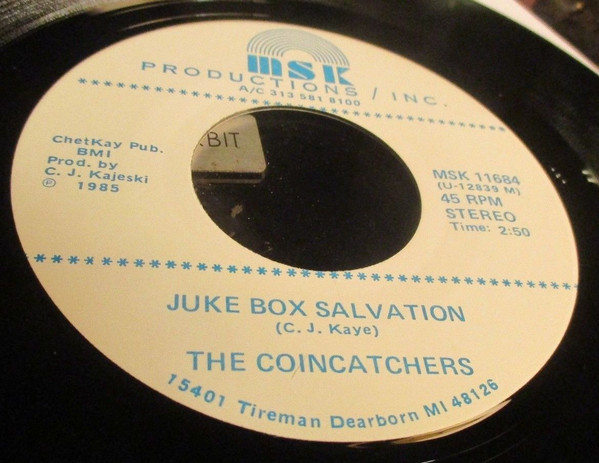 msk
PRODUCTIONS / INC.
A/C 313 581 8100
ChetKay Pub.
BMI
Prod. by
C. J. Kajeski
℗ 1985
BIT
MSK 11684
(U-12839 M)
45 RPM
STEREO
Time: 2:50
JUKE BOX SALVATION
(C. J. Kaye)
THE COINCATCHERS
15401 Tireman Dearborn MI 48126